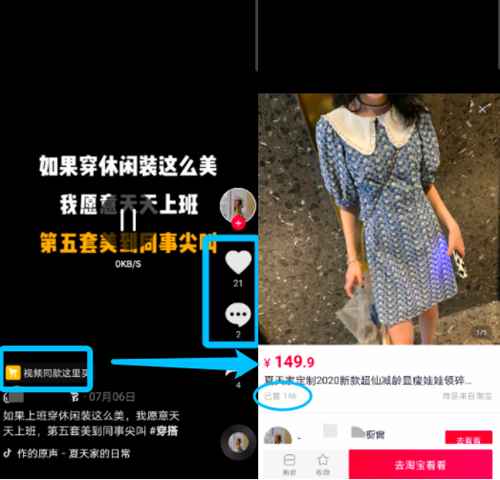 如果穿休闲装这么美
我愿意天天上班
第五套美到同事尖叫
0KB/S
21
2
视频同款这里买
07月06日
如果上班穿休闲装这么美，我愿意天
天上班，第五套美到同事尖叫 #穿搭
作的原声 - 夏天家的日常
1/5
¥149.9
夏天家定制2020新款超仙减龄显瘦娃娃领碎...
已售 146
商品来自淘宝
橱窗
去看看
收藏
去淘宝看看